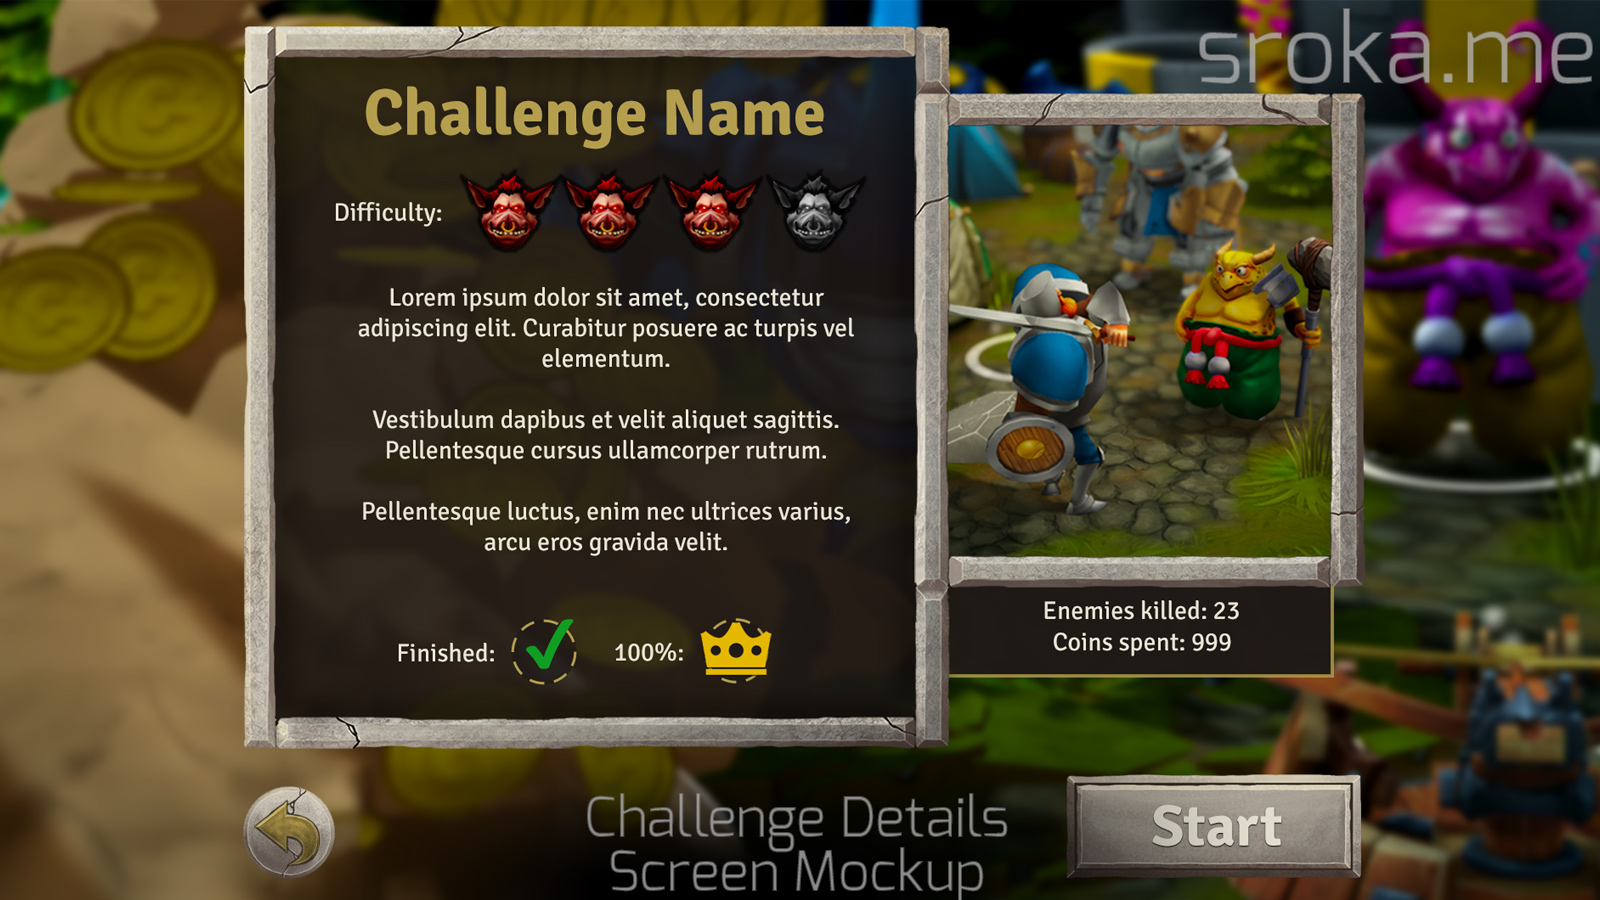 sroka.me
Challenge Name
Difficulty:
Lorem ipsum dolor sit amet, consectetur
adipiscing elit. Curabitur posuere ac turpis vel
elementum.
Vestibulum dapibus et velit aliquet sagittis.
Pellentesque cursus ullamcorper rutrum.
Pellentesque luctus, enim nec ultrices varius,
arcu eros gravida velit.
Finished:
100%:
Enemies killed: 23
Coins spent: 999
Challenge Details
Screen Mockup
Start